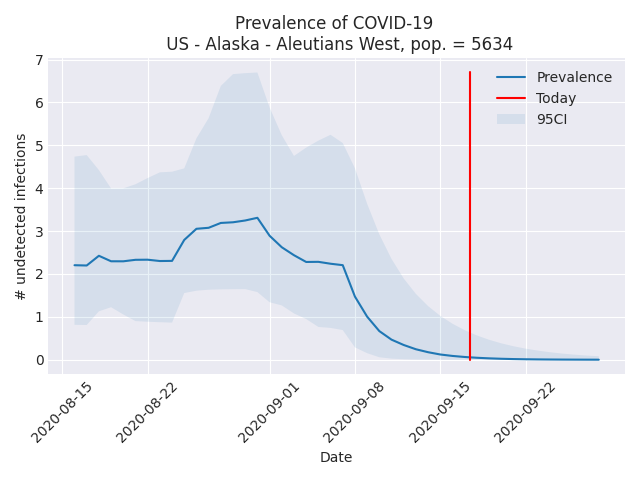 Prevalence of COVID-19
US - Alaska - Aleutians West, pop. = 5634
7
6
5
4
3
2
1
0
# undetected infections
Prevalence
Today
95CI
2020-08-15
2020-08-22
2020-09-01
2020-09-08
2020-09-15
2020-09-22
Date